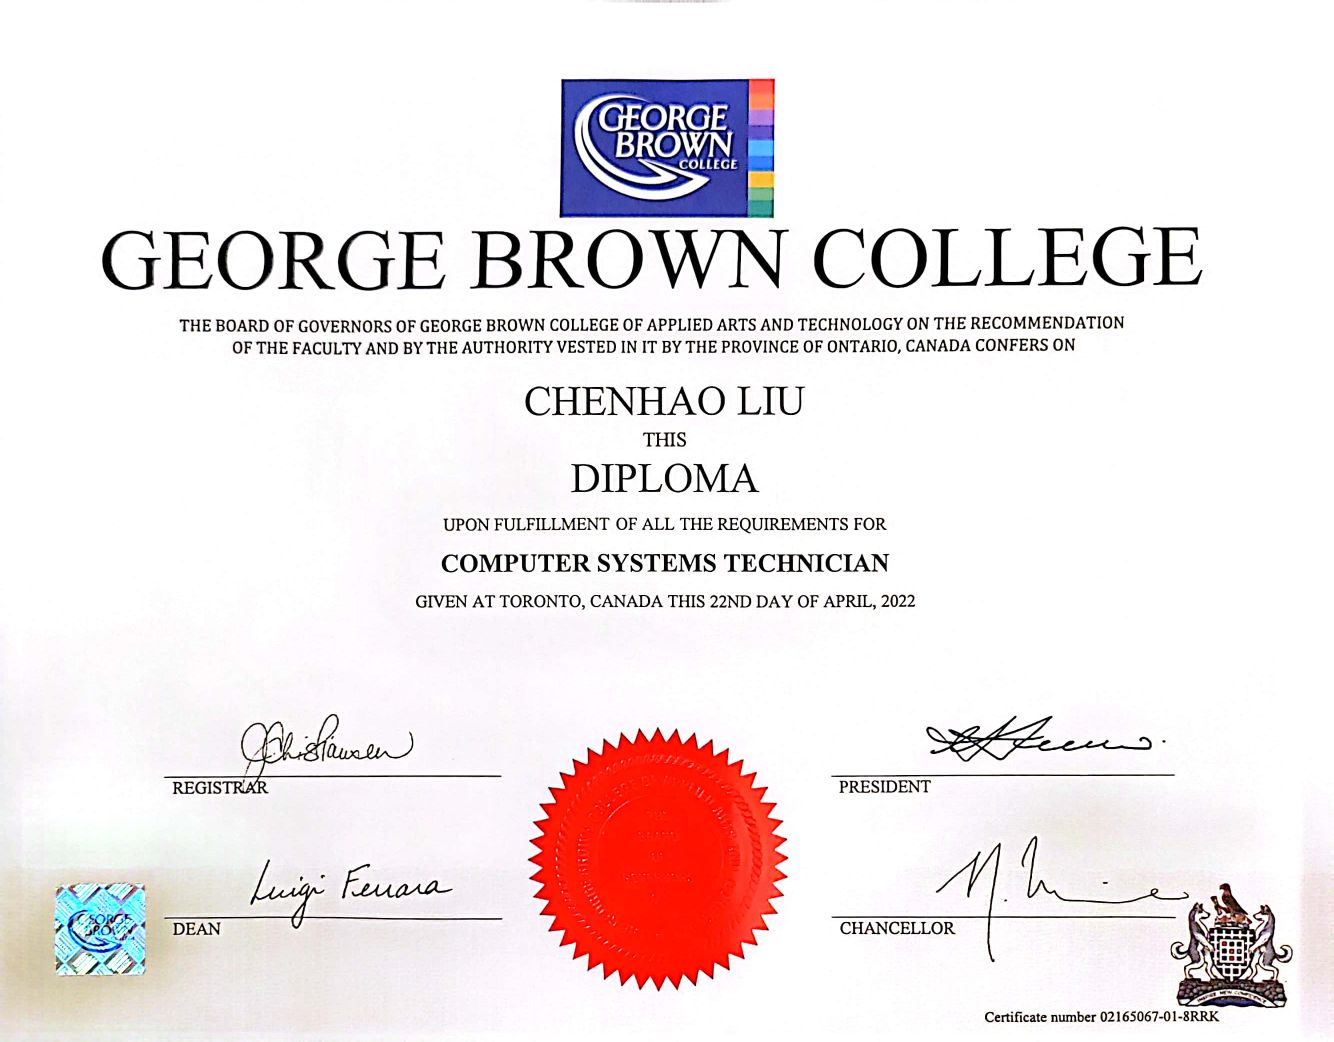 GEORGE
BROWN
COLLEGE
GEORGE BROWN COLLEGE
THE BOARD OF GOVERNORS OF GEORGE BROWN COLLEGE OF APPLIED ARTS AND TECHNOLOGY ON THE RECOMMENDATION
OF THE FACULTY AND BY THE AUTHORITY VESTED IN IT BY THE PROVINCE OF ONTARIO, CANADA CONFERS ON
CHENHAO LIU
THIS
DIPLOMA
UPON FULFILLMENT OF ALL THE REQUIREMENTS FOR
COMPUTER SYSTEMS TECHNICIAN
GIVEN AT TORONTO, CANADA THIS 22ND DAY OF APRIL, 2022
REGISTRAR
PRESIDENT
Luigi Ferrara
DEAN
CHANCELLOR
GEORGE
BROWN
Certificate number 02165067-01-8RRK